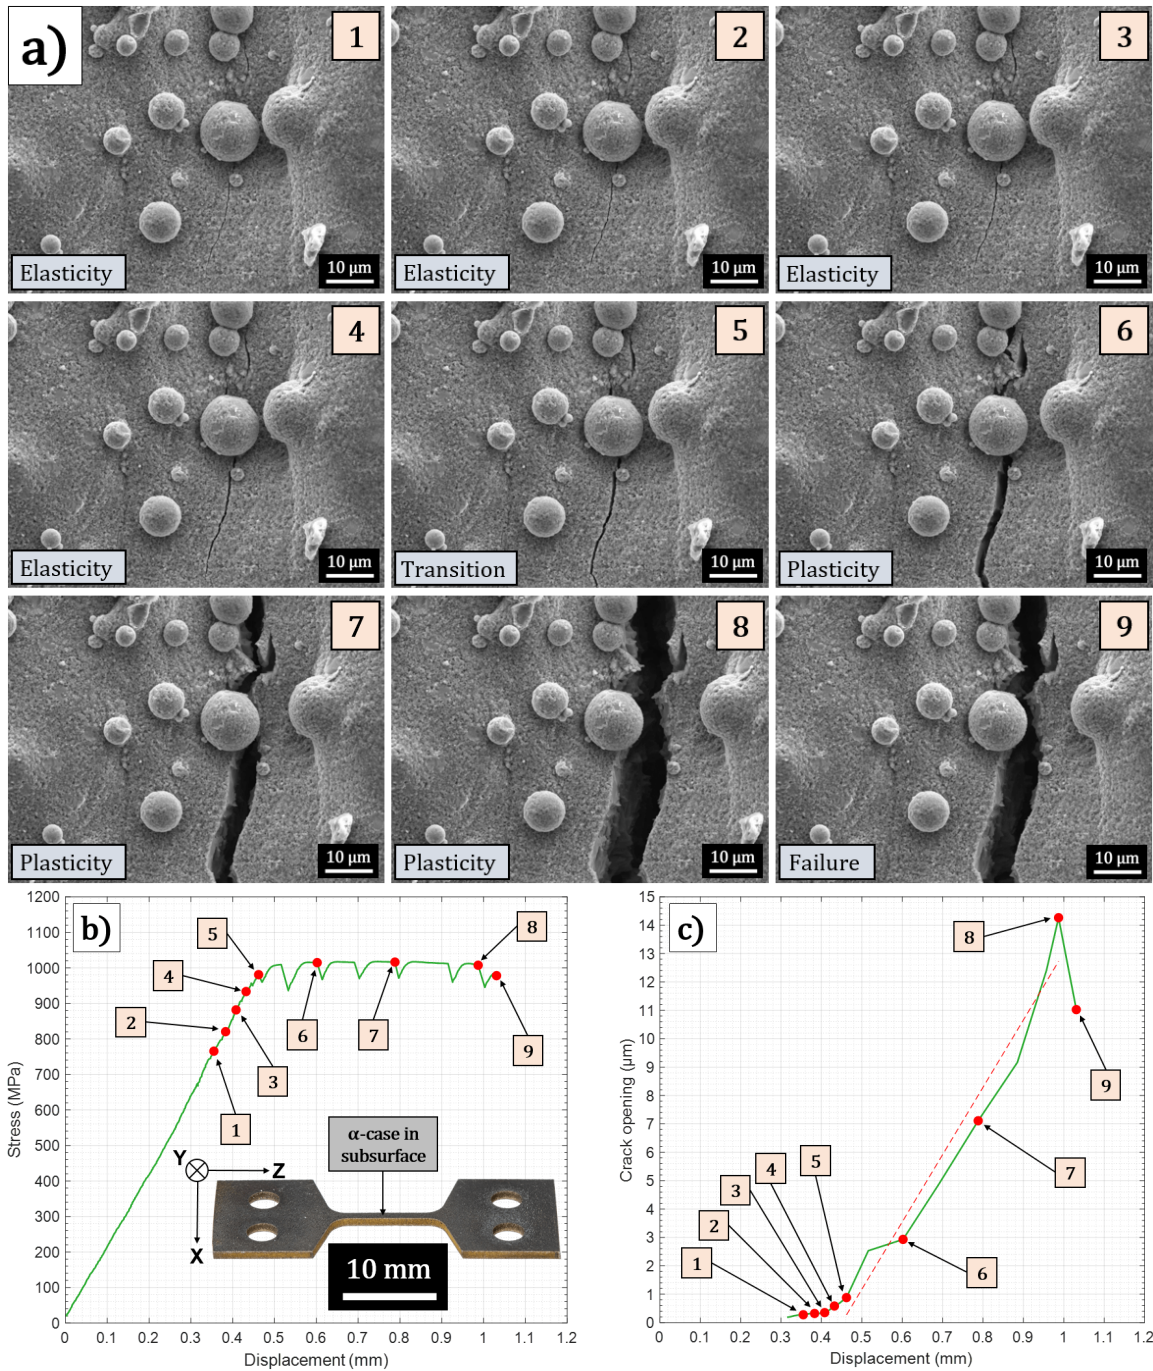 a)
1
2
3
Elasticity
10 µm
Elasticity
10 µm
Elasticity
10 µm
4
5
6
Elasticity
10 µm
Transition
10 µm
Plasticity
10 µm
7
8
9
Plasticity
10 µm
Plasticity
10 µm
Failure
10 µm
b)
Stress (MPa)
1200
1100
1000
900
800
700
600
500
400
300
200
100
0
0
0.1
0.2
0.3
0.4
0.5
0.6
0.7
0.8
0.9
1
1.1
1.2
Displacement (mm)
5
4
2
3
1
6
7
8
9
α-case in
subsurface
Y
Z
X
10 mm
c)
Crack opening (µm)
15
14
13
12
11
10
9
8
7
6
5
4
3
2
1
0
0
0.1
0.2
0.3
0.4
0.5
0.6
0.7
0.8
0.9
1
1.1
1.2
Displacement (mm)
8
9
7
6
5
4
3
2
1